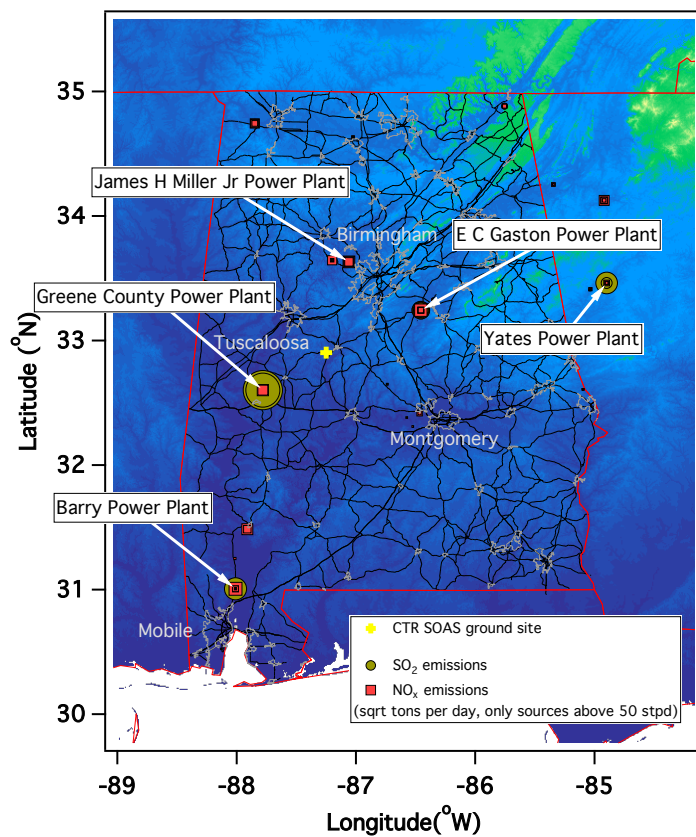 35
34
33
32
31
30
Latitude (°N)
James H Miller Jr Power Plant
Birmingham
E C Gaston Power Plant
Greene County Power Plant
Tuscaloosa
Yates Power Plant
Montgomery
Barry Power Plant
Mobile
CTR SOAS ground site
SO₂ emissions
NOₓ emissions
(sqrt tons per day, only sources above 50 stpd)
-89
-88
-87
-86
-85
Longitude(°W)